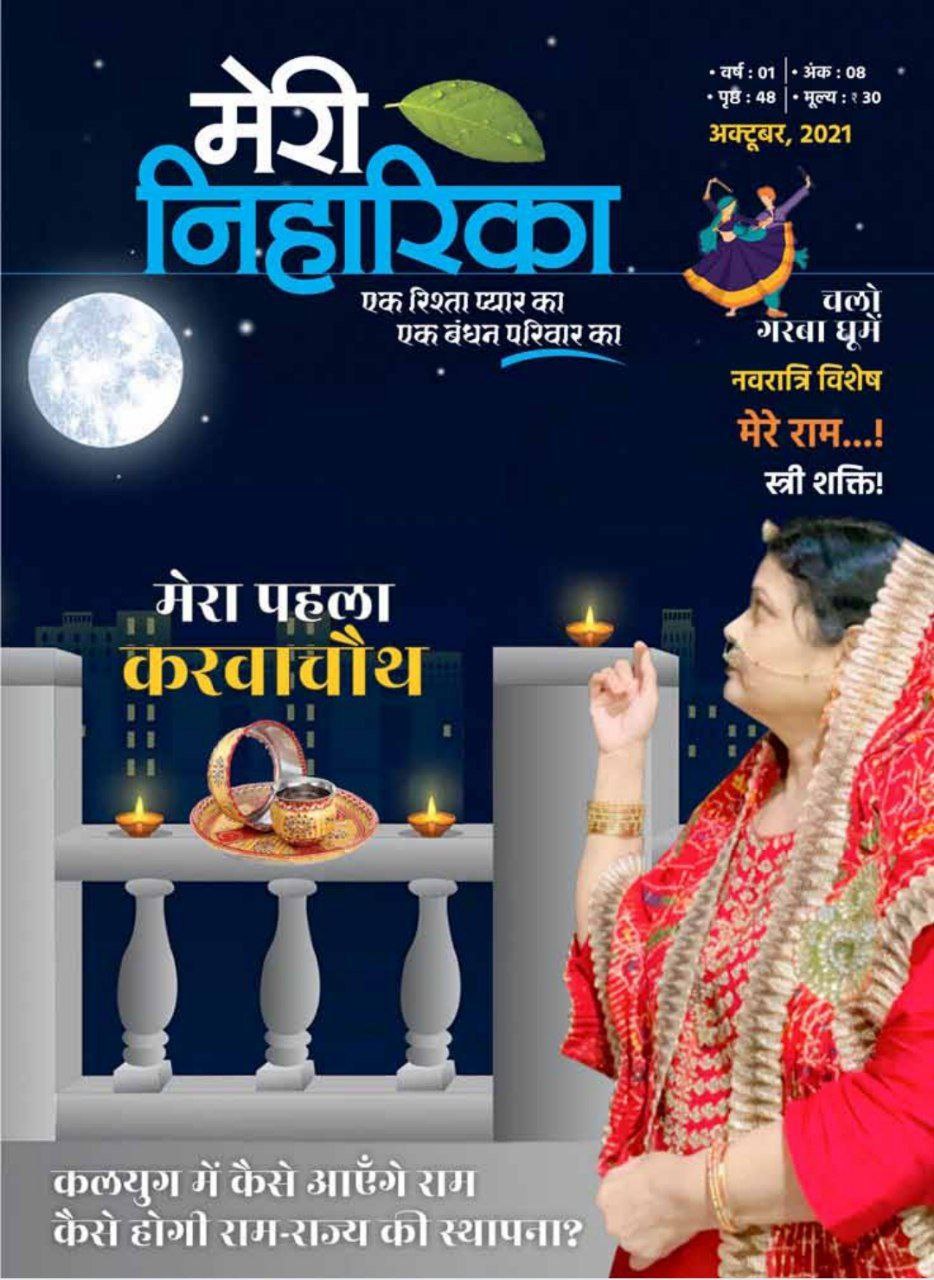 मेरी
निहारिका
एक रिश्ता प्यार का
एक बंधन परिवार का
• वर्ष : 01 | • अंक : 08
• पृष्ठ : 48 | • मूल्य : ₹ 30
अक्टूबर, 2021
चलो
गरबा घूमें
नवरात्रि विशेष
मेरे राम...!
स्त्री शक्ति!
मेरा पहला
करवाचौथ
कलयुग में कैसे आएँगे राम
कैसे होगी राम-राज्य की स्थापना?